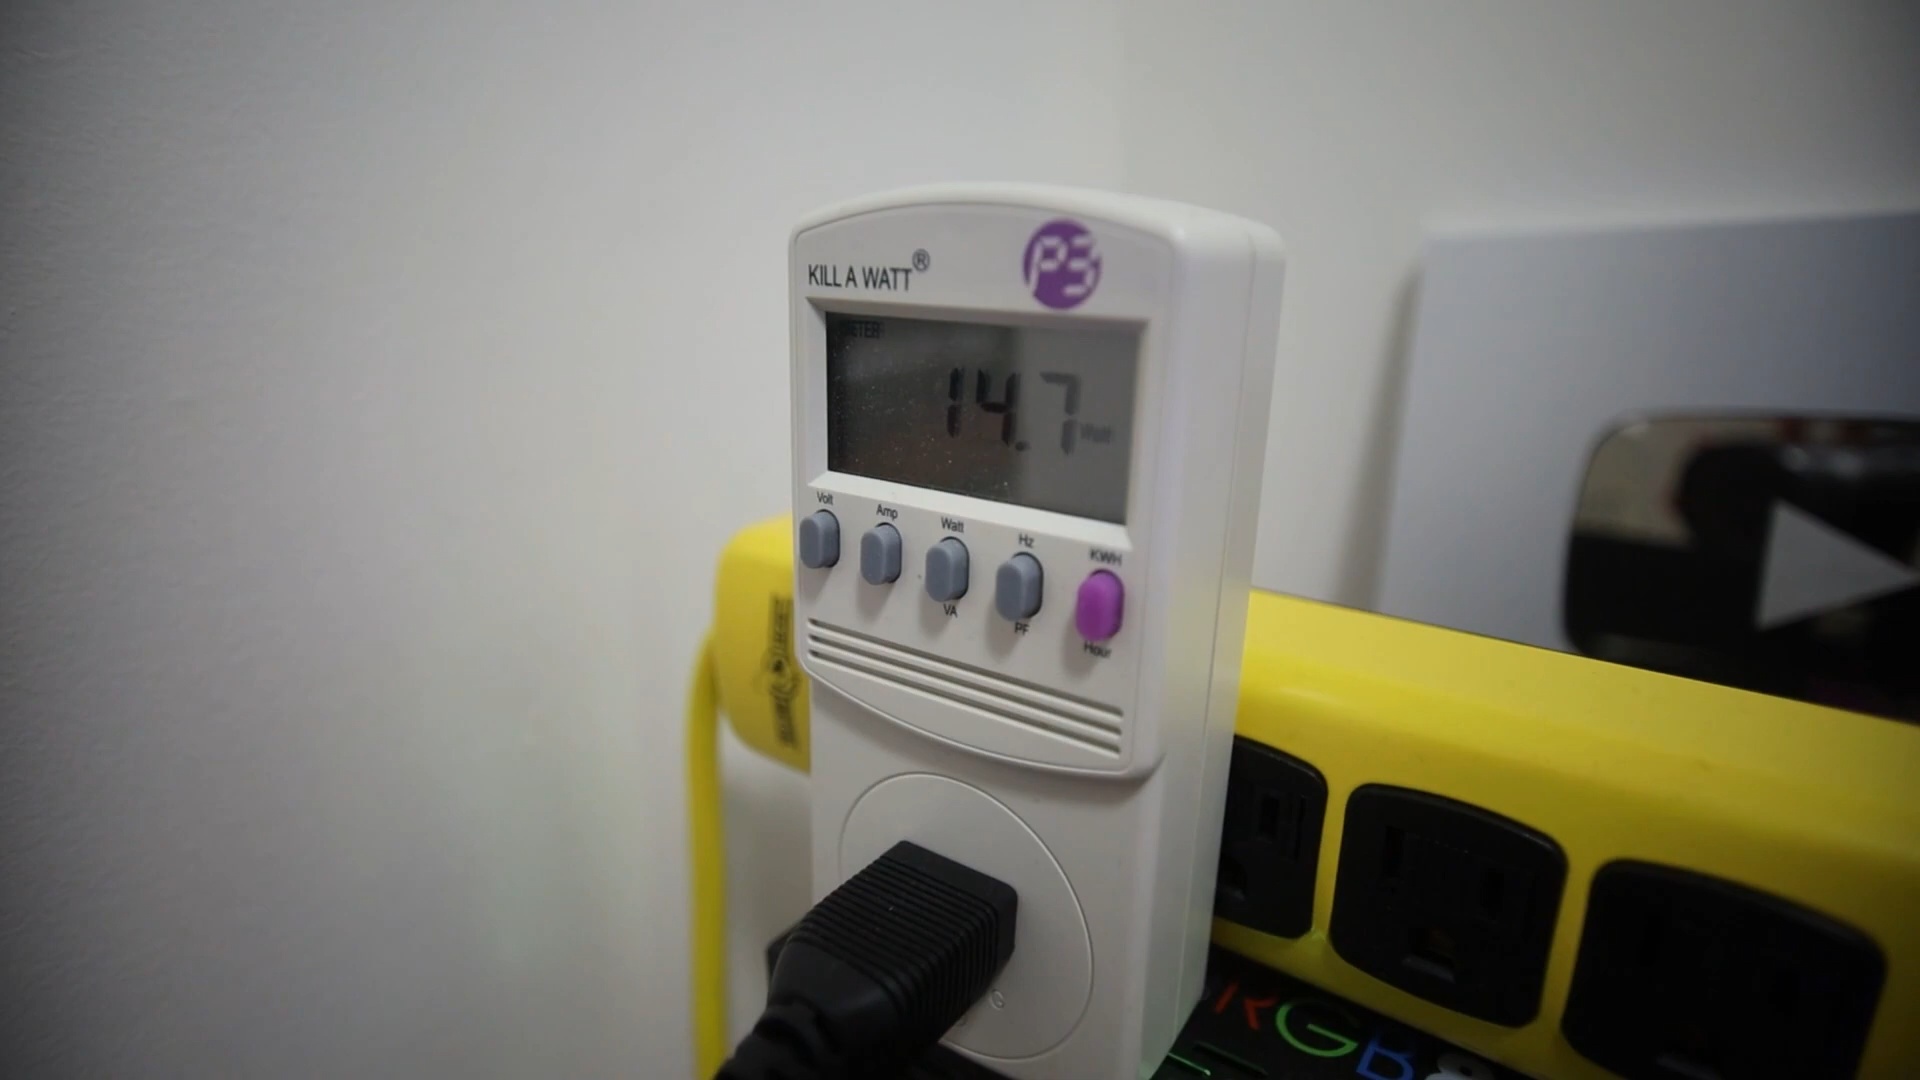 KILL A WATT®
P3
14.7 Watt
Volt
Amp
Watt
Hz
KWH
VA
PF
Hour
G
RGB